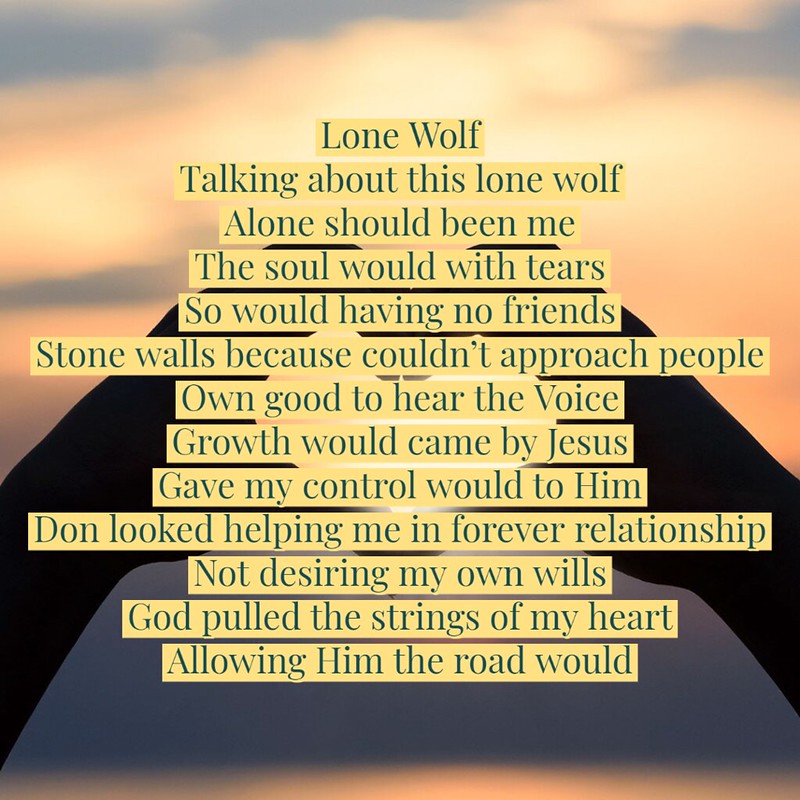 Lone Wolf
Talking about this lone wolf
Alone should been me
The soul would with tears
So would having no friends
Stone walls because couldn’t approach people
Own good to hear the Voice
Growth would came by Jesus
Gave my control would to Him
Don looked helping me in forever relationship
Not desiring my own wills
God pulled the strings of my heart
Allowing Him the road would